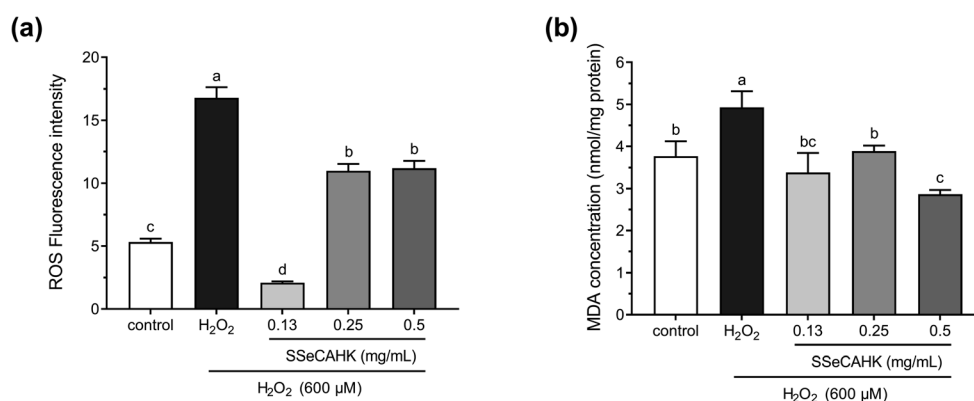 (a)
ROS Fluorescence intensity
20
15
10
5
0
a
b
b
c
d
control
H₂O₂
0.13
0.25
0.5
SSeCAHK (mg/mL)
H₂O₂ (600 μM)
(b)
MDA concentration (nmol/mg protein)
6
5
4
3
2
1
0
a
b
bc
b
c
control
H₂O₂
0.13
0.25
0.5
SSeCAHK (mg/mL)
H₂O₂ (600 μM)